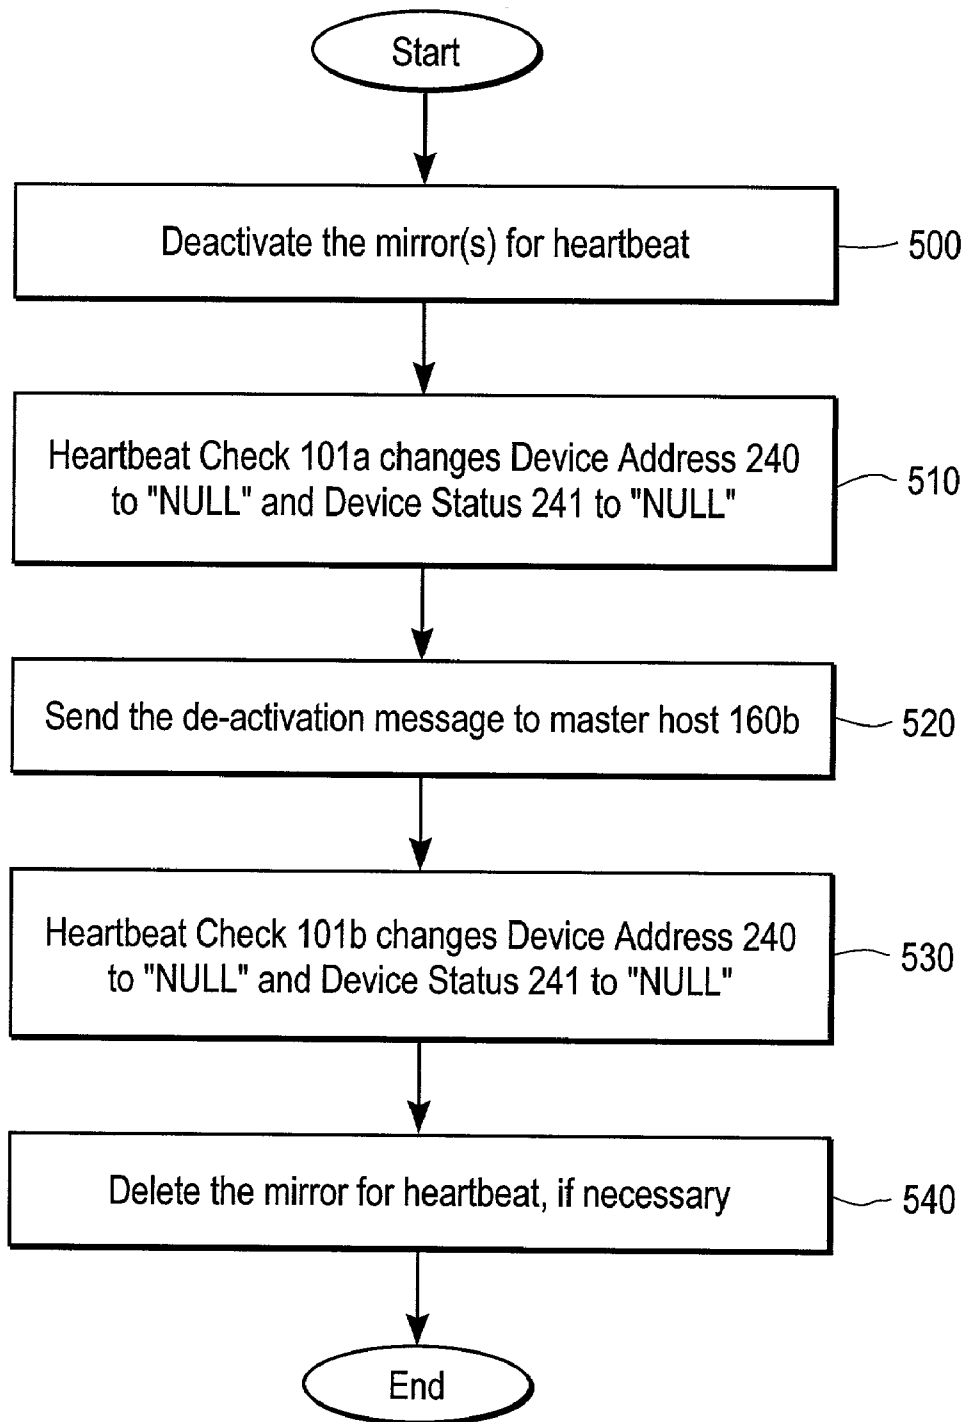 Start
Deactivate the mirror(s) for heartbeat
500
Heartbeat Check 101a changes Device Address 240
to "NULL" and Device Status 241 to "NULL"
510
Send the de-activation message to master host 160b
520
Heartbeat Check 101b changes Device Address 240
to "NULL" and Device Status 241 to "NULL"
530
Delete the mirror for heartbeat, if necessary
540
End